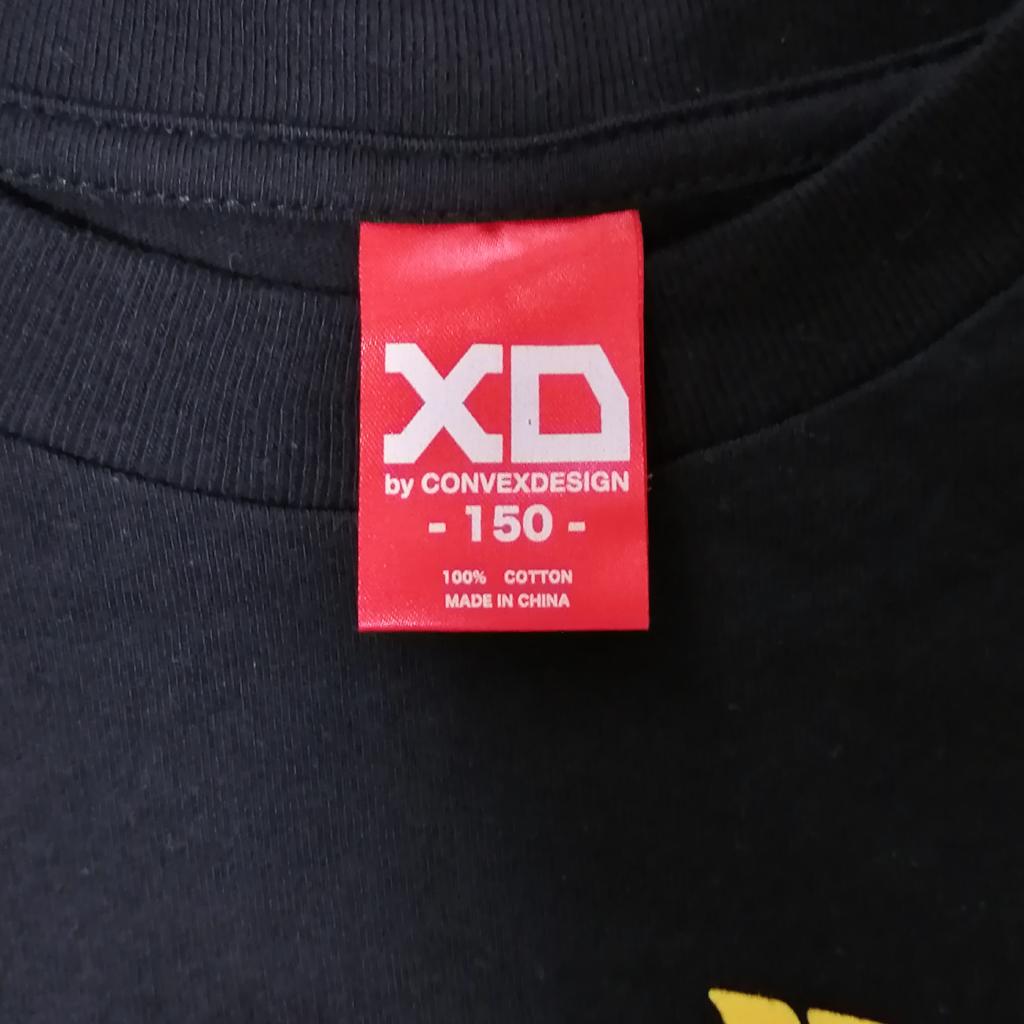 XD
by CONVEXDESIGN
- 150 -
100% COTTON
MADE IN CHINA